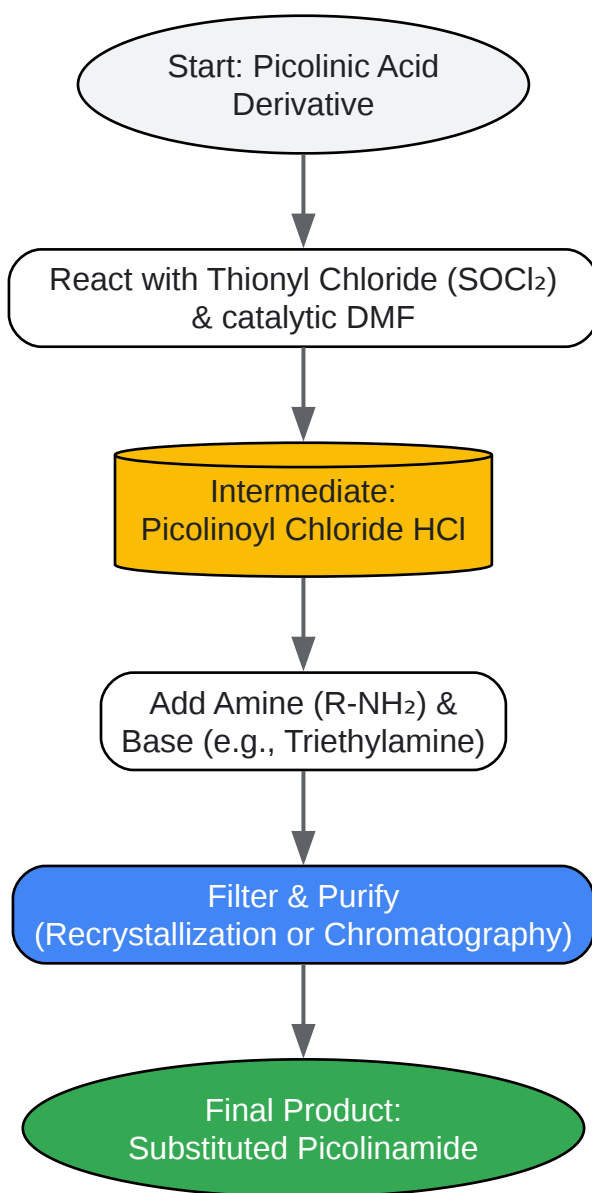 Start: Picolinic Acid
Derivative
React with Thionyl Chloride (SOCl₂)
& catalytic DMF
Intermediate:
Picolinoyl Chloride HCl
Add Amine (R-NH₂) &
Base (e.g., Triethylamine)
Filter & Purify
(Recrystallization or Chromatography)
Final Product:
Substituted Picolinamide